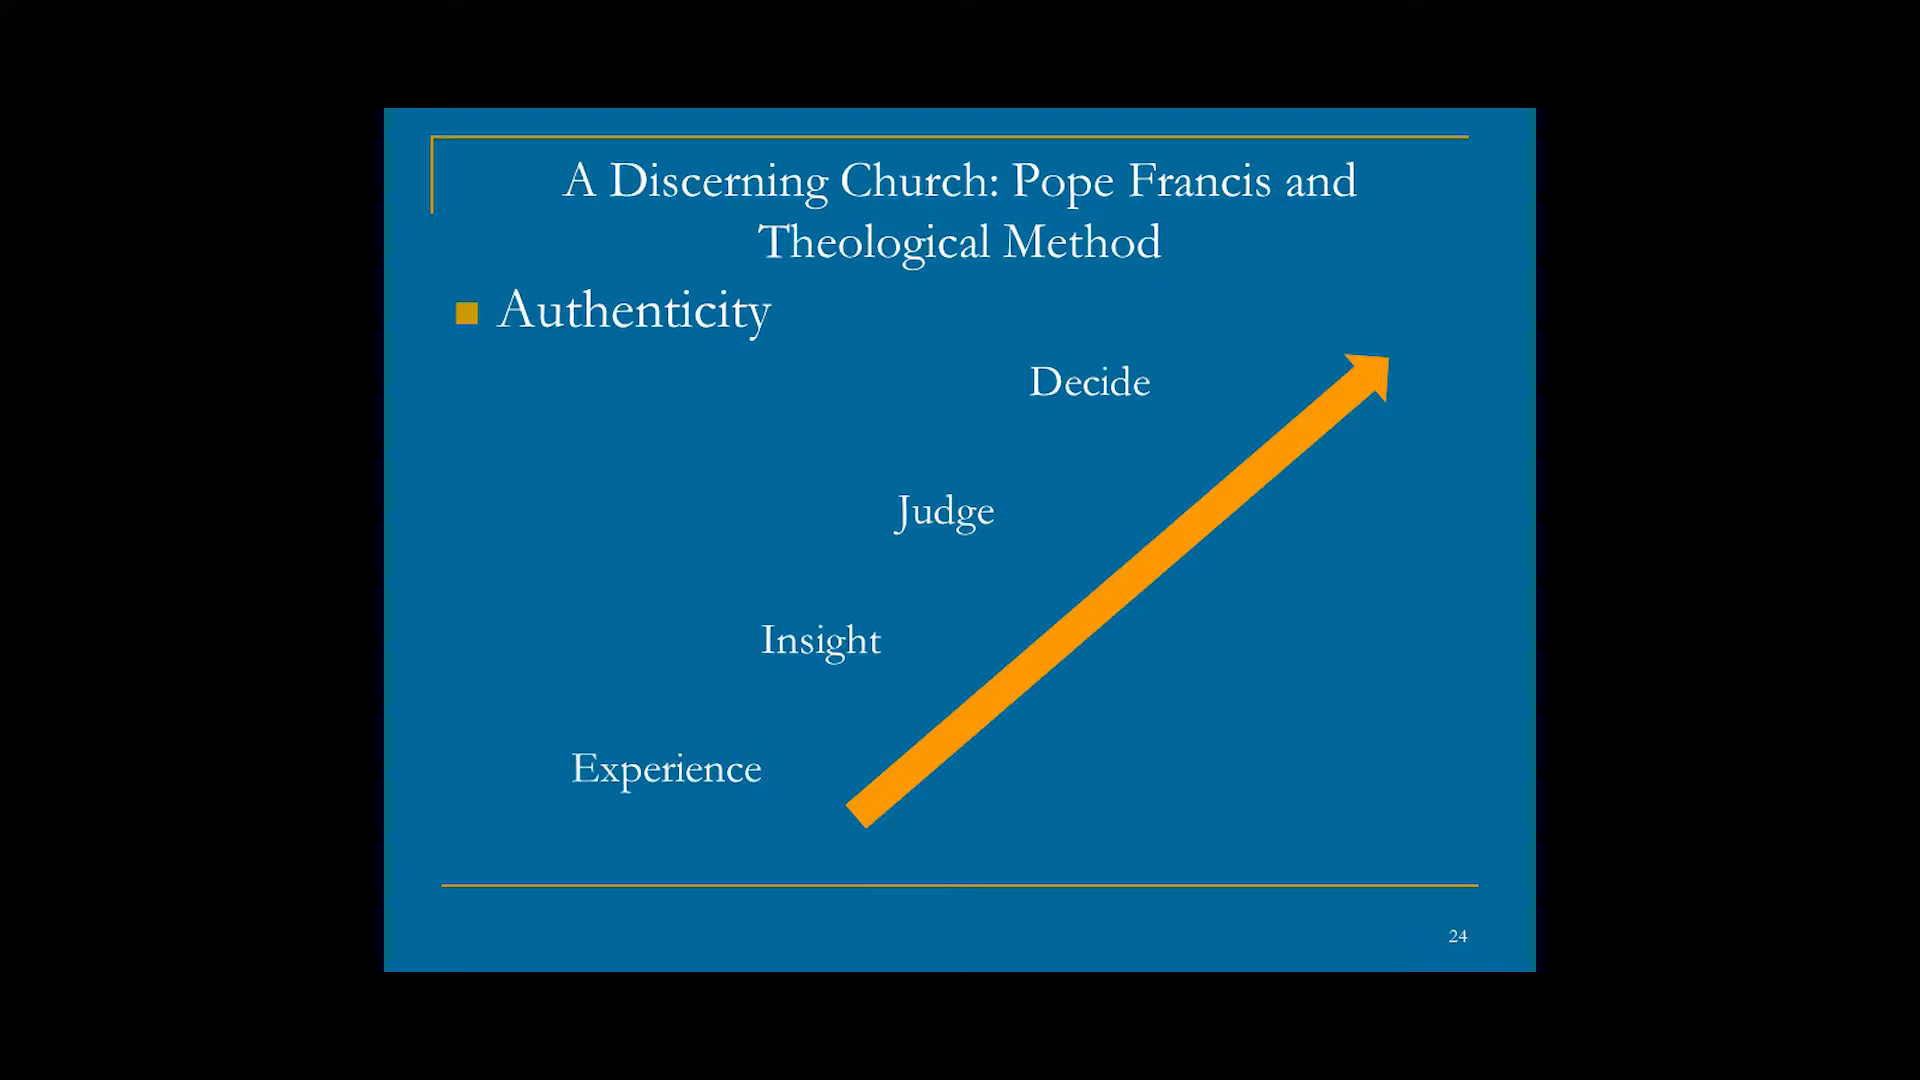 A Discerning Church: Pope Francis and
Theological Method
Authenticity
Decide
Judge
Insight
Experience
24